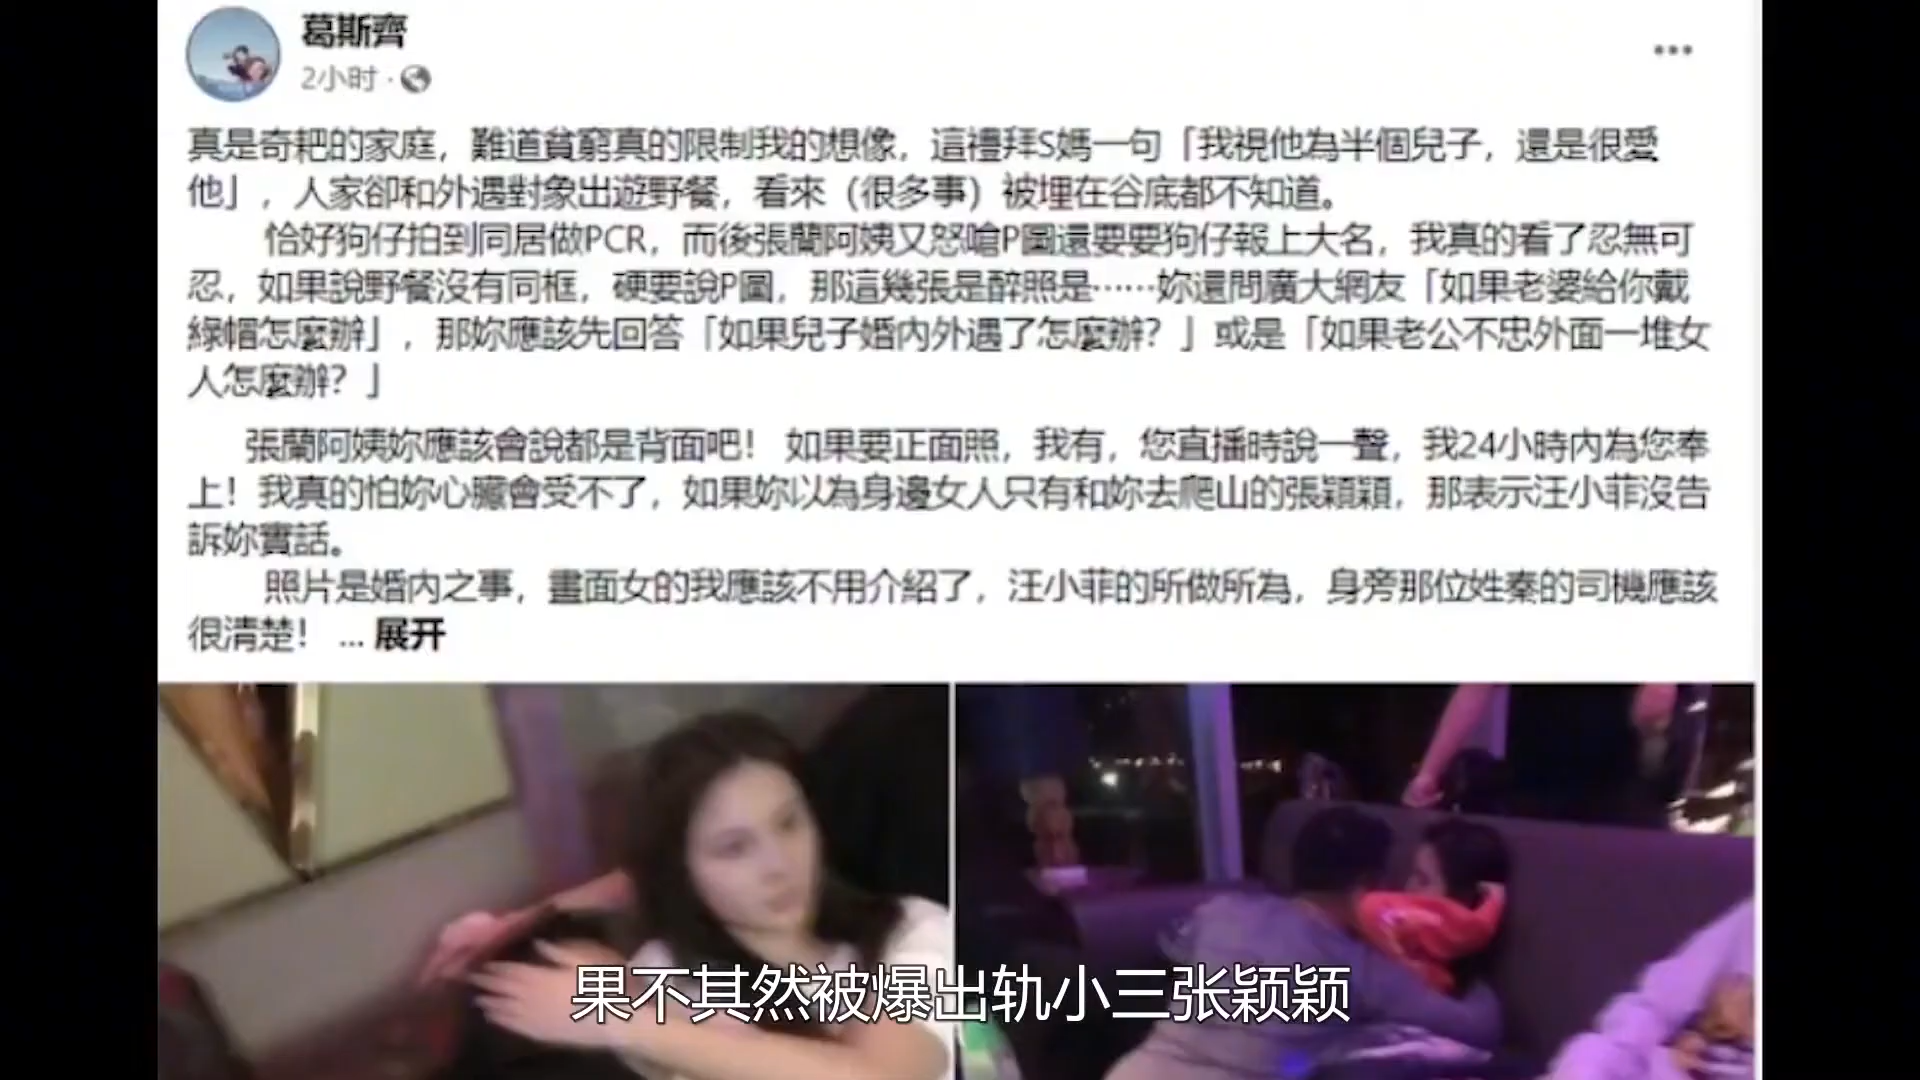 葛斯齊
2小时 ·
真是奇耙的家庭，難道貧窮真的限制我的想像，這禮拜S媽一句「我視他為半個兒子，還是很愛
他」，人家卻和外遇對象出遊野餐，看來（很多事）被埋在谷底都不知道。
恰好狗仔拍到同居做PCR，而後張蘭阿姨又怒嗆P圖還要要狗仔報上大名，我真的看了忍無可
忍，如果說野餐沒有同框，硬要說P圖，那這幾張是醉照是⋯⋯妳還問廣大網友「如果老婆給你戴
綠帽怎麼辦」，那妳應該先回答「如果兒子婚內外遇了怎麼辦？」或是「如果老公不忠外面一堆女
人怎麼辦？」
張蘭阿姨妳應該會說都是背面吧！ 如果要正面照，我有，您直播時說一聲，我24小時內為您奉
上！我真的怕妳心臟會受不了，如果妳以為身邊女人只有和妳去爬山的張穎穎，那表示汪小菲沒告
訴妳實話。
照片是婚內之事，畫面女的我應該不用介紹了，汪小菲的所做所為，身旁那位姓秦的司機應該
很清楚！ ... 展开
果不其然被爆出轨小三张颖颖